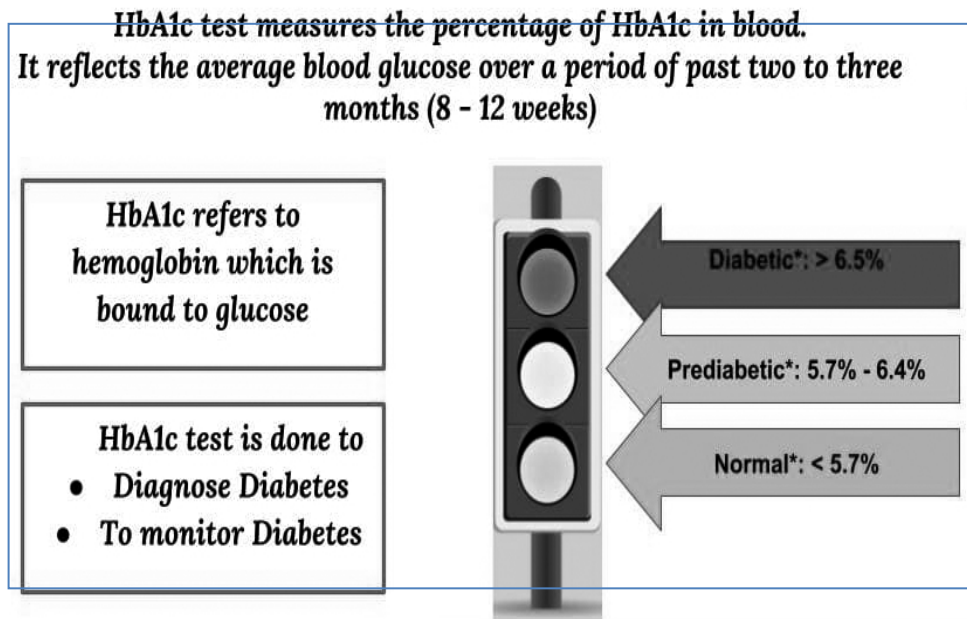 HbA1c test measures the percentage of HbA1c in blood.
It reflects the average blood glucose over a period of past two to three
months (8 - 12 weeks)
HbA1c refers to
hemoglobin which is
bound to glucose
HbA1c test is done to
• Diagnose Diabetes
• To monitor Diabetes
Diabetic*: > 6.5%
Prediabetic*: 5.7% - 6.4%
Normal*: < 5.7%